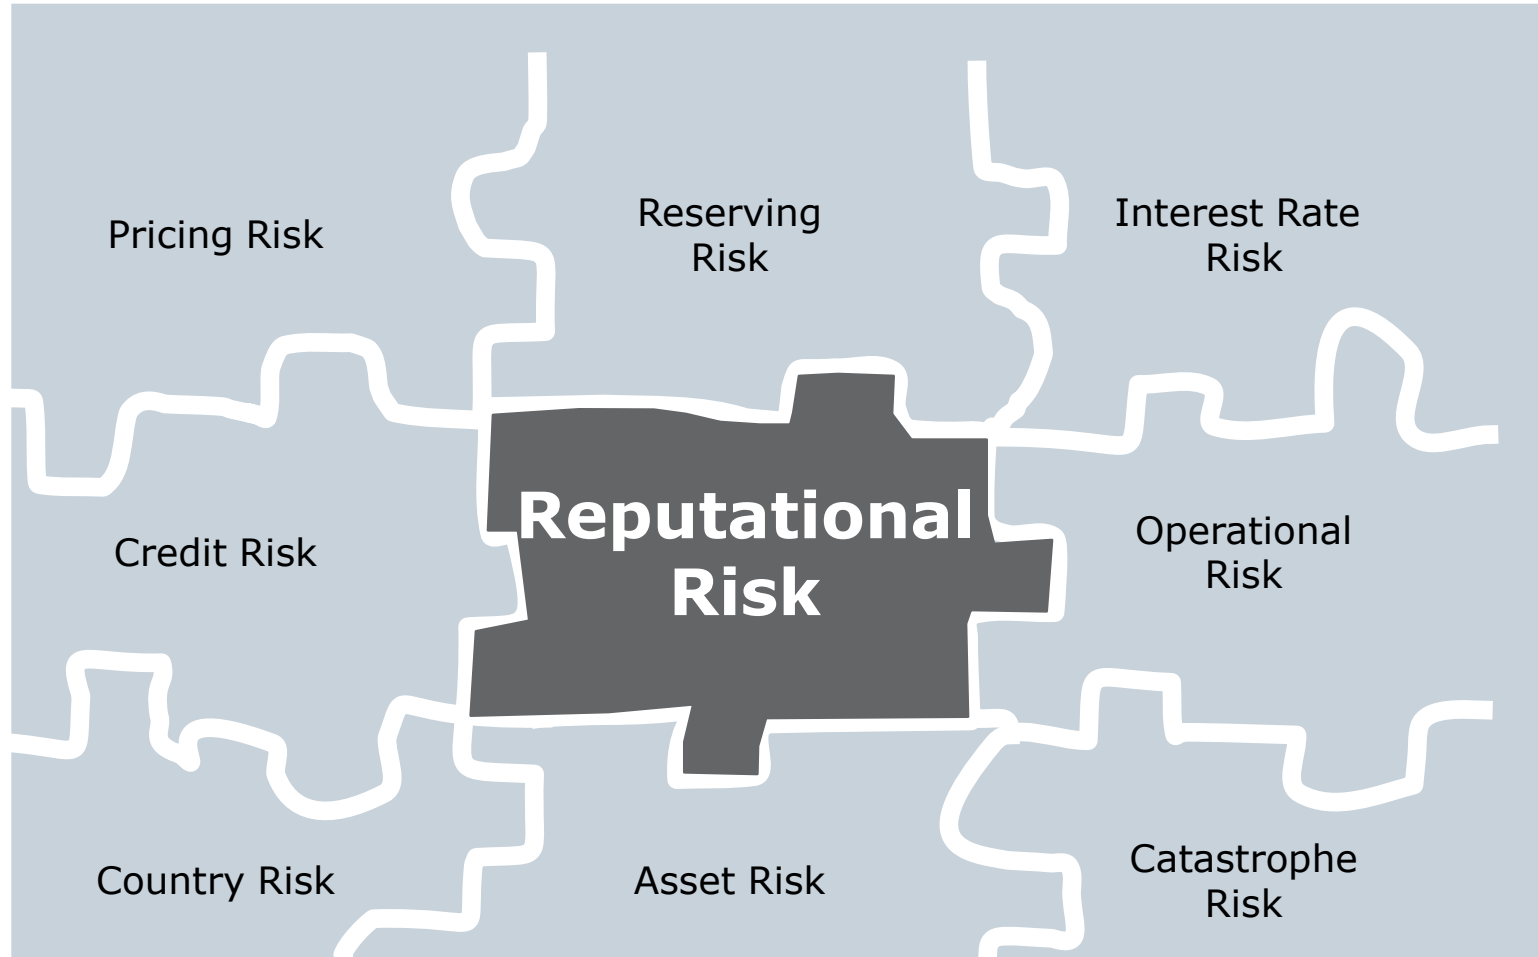 Pricing Risk
Reserving
Risk
Interest Rate
Risk
Credit Risk
Reputational
Risk
Operational
Risk
Country Risk
Asset Risk
Catastrophe
Risk